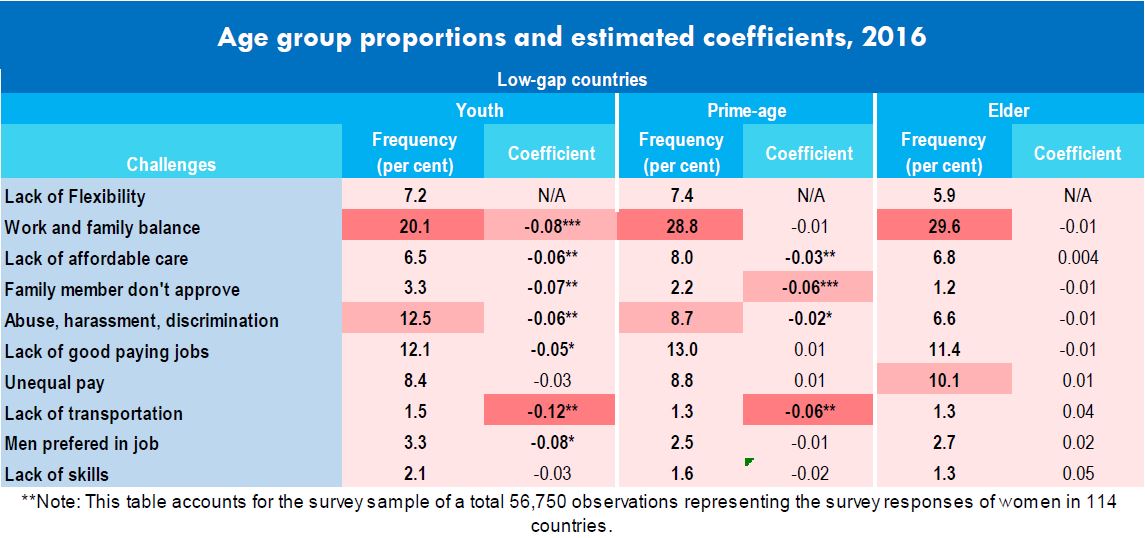 Age group proportions and estimated coefficients, 2016
Low-gap countries
Youth Prime-age Elder
Challenges Frequency (per cent) Coefficient Frequency (per cent) Coefficient Frequency (per cent) Coefficient
Lack of Flexibility 7.2 N/A 7.4 N/A 5.9 N/A
Work and family balance 20.1 -0.08*** 28.8 -0.01 29.6 -0.01
Lack of affordable care 6.5 -0.06** 8.0 -0.03** 6.8 0.004
Family member don't approve 3.3 -0.07** 2.2 -0.06*** 1.2 -0.01
Abuse, harassment, discrimination 12.5 -0.06** 8.7 -0.02* 6.6 -0.01
Lack of good paying jobs 12.1 -0.05* 13.0 0.01 11.4 -0.01
Unequal pay 8.4 -0.03 8.8 0.01 10.1 0.01
Lack of transportation 1.5 -0.12** 1.3 -0.06** 1.3 0.04
Men prefered in job 3.3 -0.08* 2.5 -0.01 2.7 0.02
Lack of skills 2.1 -0.03 1.6 -0.02 1.3 0.05
**Note: This table accounts for the survey sample of a total 56,750 observations representing the survey responses of women in 114
countries.